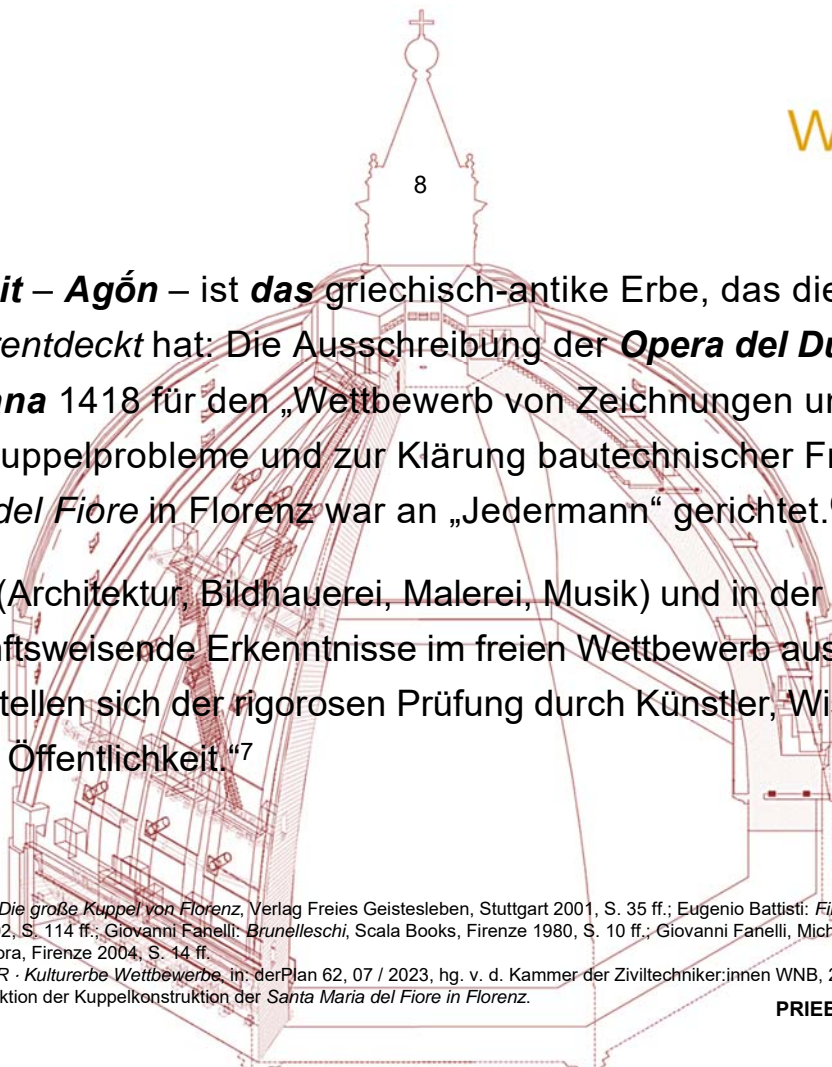 W
8
it – Agṓn – ist das griechisch-antike Erbe, das die
entdeckt hat: Die Ausschreibung der Opera del Du
na 1418 für den „Wettbewerb von Zeichnungen un
uppelprobleme und zur Klärung bautechnischer Fr
del Fiore in Florenz war an „Jedermann“ gerichtet.
(Architektur, Bildhauerei, Malerei, Musik) und in der
ftsweisende Erkenntnisse im freien Wettbewerb aus
tellen sich der rigorosen Prüfung durch Künstler, Wis
Öffentlichkeit.“7
Die große Kuppel von Florenz, Verlag Freies Geistesleben, Stuttgart 2001, S. 35 ff.; Eugenio Battisti: Fi
2, S. 114 ff.; Giovanni Fanelli: Brunelleschi, Scala Books, Firenze 1980, S. 10 ff.; Giovanni Fanelli, Mich
ora, Firenze 2004, S. 14 ff.
R · Kulturerbe Wettbewerbe, in: derPlan 62, 07 / 2023, hg. v. d. Kammer der Ziviltechniker:innen WNB, 2
ktion der Kuppelkonstruktion der Santa Maria del Fiore in Florenz.
PRIEB